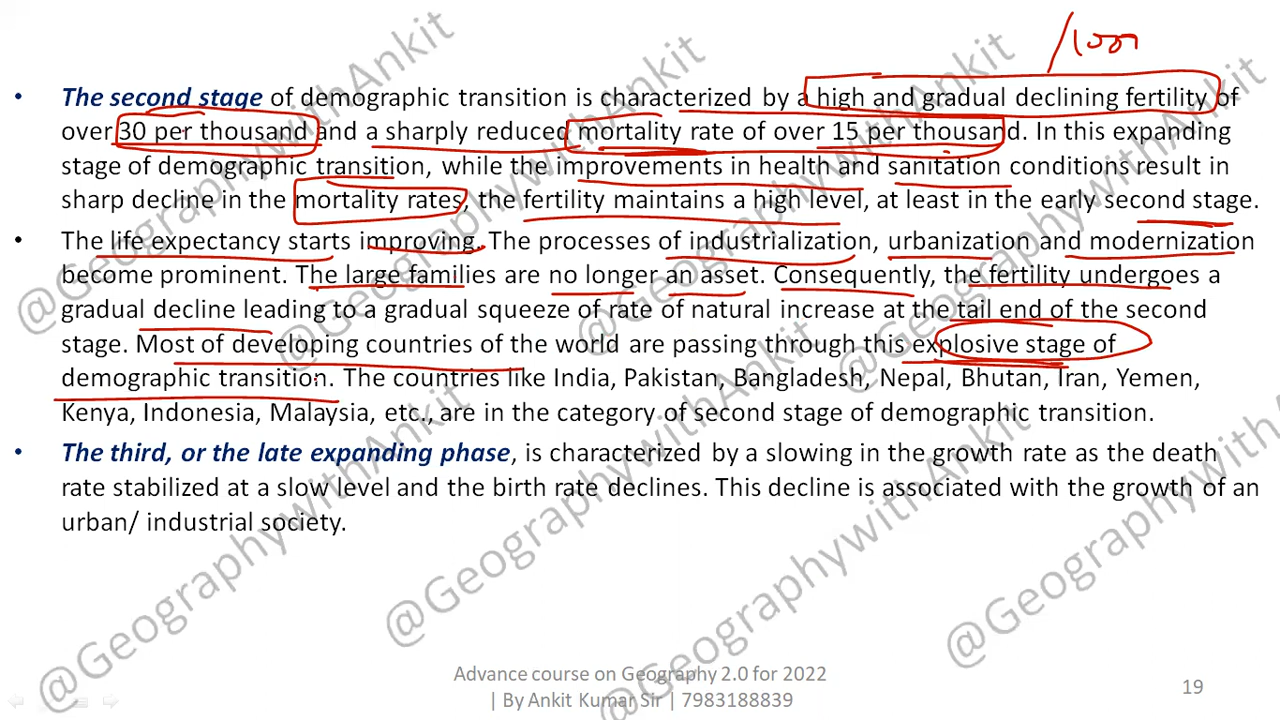 /1000
• The second stage of demographic transition is characterized by a high and gradual declining fertility of
over 30 per thousand and a sharply reduced mortality rate of over 15 per thousand. In this expanding
stage of demographic transition, while the improvements in health and sanitation conditions result in
sharp decline in the mortality rates, the fertility maintains a high level, at least in the early second stage.
• The life expectancy starts improving. The processes of industrialization, urbanization and modernization
become prominent. The large families are no longer an asset. Consequently, the fertility undergoes a
gradual decline leading to a gradual squeeze of rate of natural increase at the tail end of the second
stage. Most of developing countries of the world are passing through this explosive stage of
demographic transition. The countries like India, Pakistan, Bangladesh, Nepal, Bhutan, Iran, Yemen,
Kenya, Indonesia, Malaysia, etc., are in the category of second stage of demographic transition.
• The third, or the late expanding phase, is characterized by a slowing in the growth rate as the death
rate stabilized at a slow level and the birth rate declines. This decline is associated with the growth of an
urban/ industrial society.
@GeographywithAnkit
@GeographywithAnkit
@GeographywithAnkit
@GeographywithAnkit
@GeographywithAnkit
@GeographywithAnkit
@GeographywithAnkit
@GeographywithAnkit
Advance course on Geography 2.0 for 2022
| By Ankit Kumar Sir | 7983188839
19